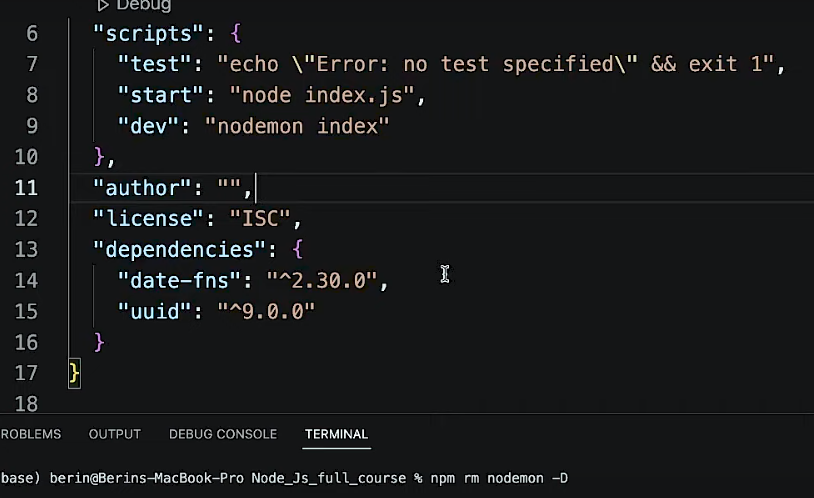 Debug
6 "scripts": {
7 "test": "echo \"Error: no test specified\" && exit 1",
8 "start": "node index.js",
9 "dev": "nodemon index"
10 },
11 "author": "",
12 "license": "ISC",
13 "dependencies": {
14 "date-fns": "^2.30.0",
15 "uuid": "^9.0.0"
16 }
17 }
18
ROBLEMS OUTPUT DEBUG CONSOLE TERMINAL
base) berin@Berins-MacBook-Pro Node_Js_full_course % npm rm nodemon -D